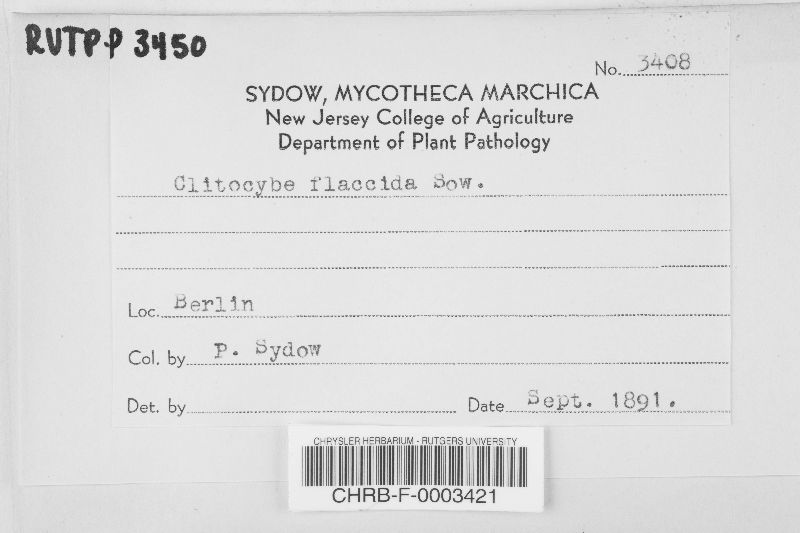 RUTPP 3450
No. 3408
SYDOW, MYCOTHECA MARCHICA
New Jersey College of Agriculture
Department of Plant Pathology
Clitocybe flaccida Sow.
Loc. Berlin
Col. by P. Sydow
Det. by Date Sept. 1891.
CHRYSLER HERBARIUM - RUTGERS UNIVERSITY
CHRB-F-0003421